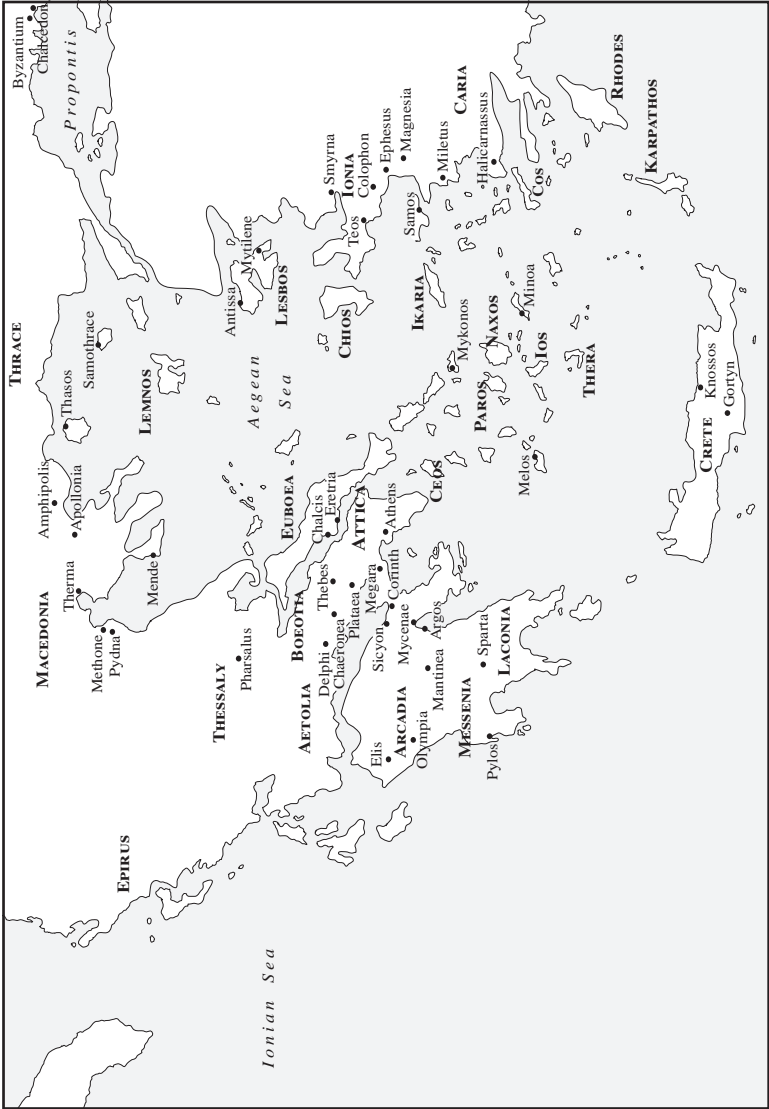 Byzantium
Chalcedon
Propontis
THRACE
MACEDONIA
Amphipolis
Apollonia
Therma
Methone
Pydna
Mende
Thasos
Samothrace
LEMNOS
EPIRUS
THESSALY
Pharsalus
Aegean
Sea
Antissa
Mytilene
LESBOS
Ionian Sea
AETOLIA
BOEOTIA
EUBOEA
Delphi
Chaeronea
Thebes
Plataea
Chalcis
Eretria
ATTICA
Megara
Athens
Corinth
Sicyon
CHIOS
Smyrna
IONIA
Teos
Colophon
Ephesus
Magnesia
Elis
ARCADIA
Olympia
Mycenae
Argos
Mantinea
CEOS
IKARIA
Samos
Miletus
CARIA
MESSENIA
Pylos
Sparta
LACONIA
Mykonos
PAROS
NAXOS
Minoa
Melos
IOS
THERA
Halicarnassus
COS
RHODES
KARPATHOS
CRETE
Knossos
Gortyn